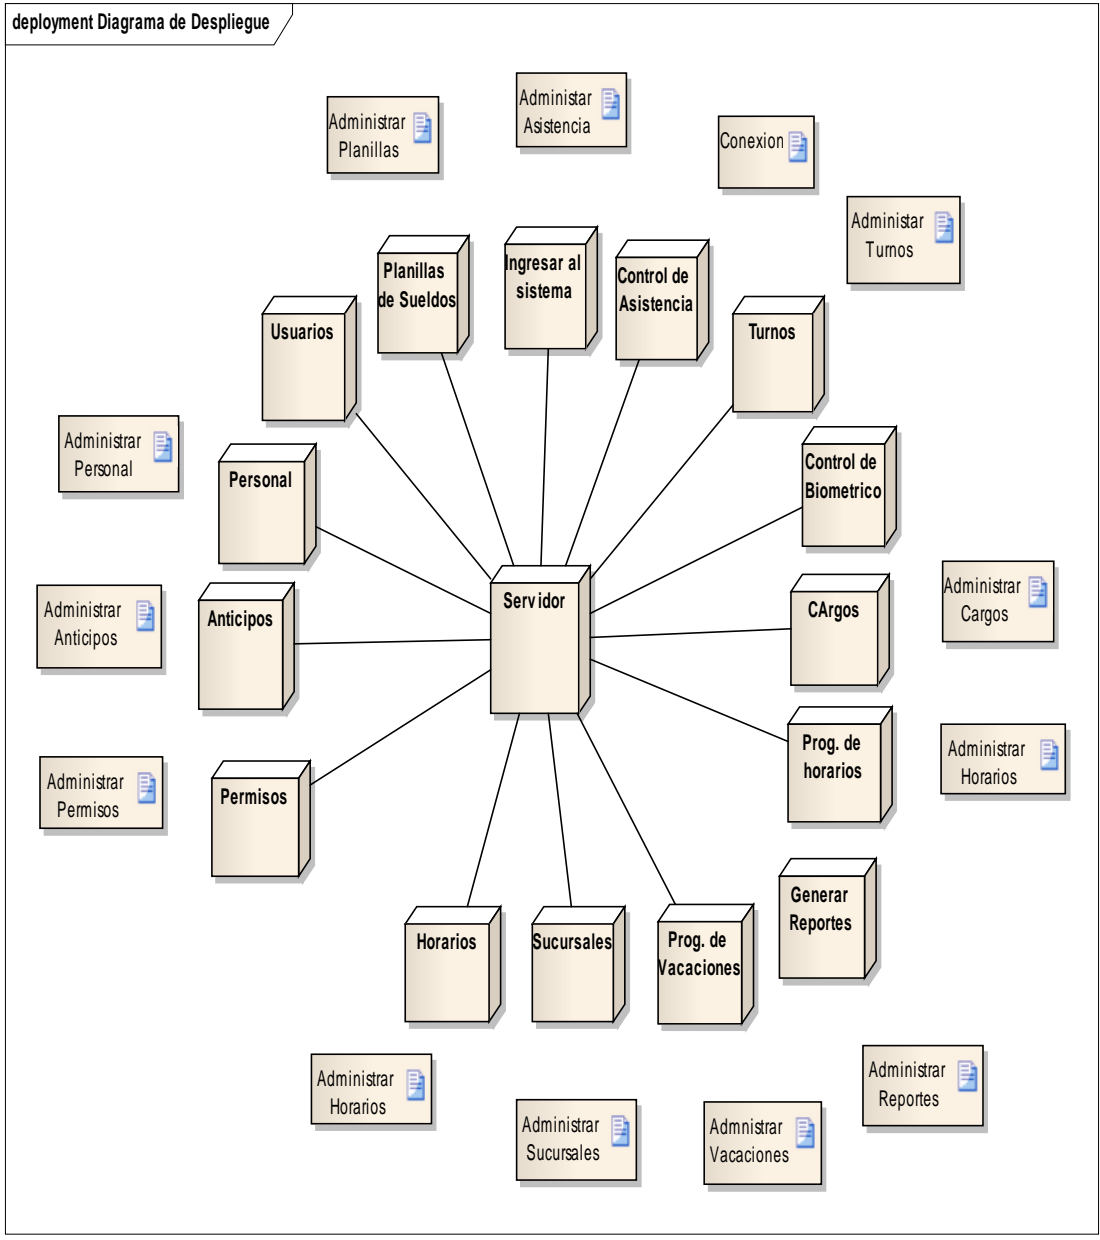 deployment Diagrama de Despliegue
Administrar
Planillas
Administar
Asistencia
Conexion
Administar
Turnos
Planillas
de Sueldos
Ingresar al
sistema
Control de
Asistencia
Usuarios
Turnos
Administrar
Personal
Personal
Control de
Biometrico
Administrar
Anticipos
Anticipos
Servidor
CArgos
Administrar
Cargos
Administrar
Permisos
Permisos
Prog. de
horarios
Administrar
Horarios
Horarios
Sucursales
Prog. de
Vacaciones
Generar
Reportes
Administrar
Horarios
Administrar
Sucursales
Admnistrar
Vacaciones
Administrar
Reportes